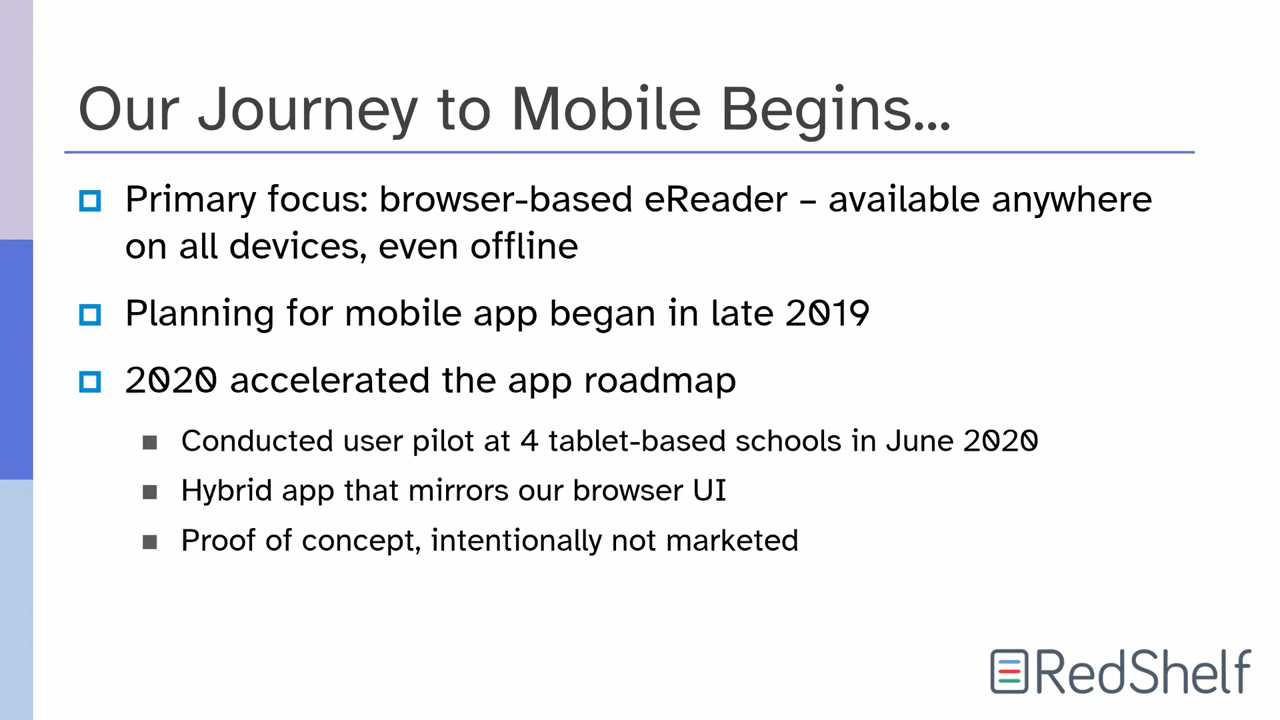 Our Journey to Mobile Begins...
Primary focus: browser-based eReader – available anywhere
on all devices, even offline
Planning for mobile app began in late 2019
2020 accelerated the app roadmap
Conducted user pilot at 4 tablet-based schools in June 2020
Hybrid app that mirrors our browser UI
Proof of concept, intentionally not marketed
RedShelf